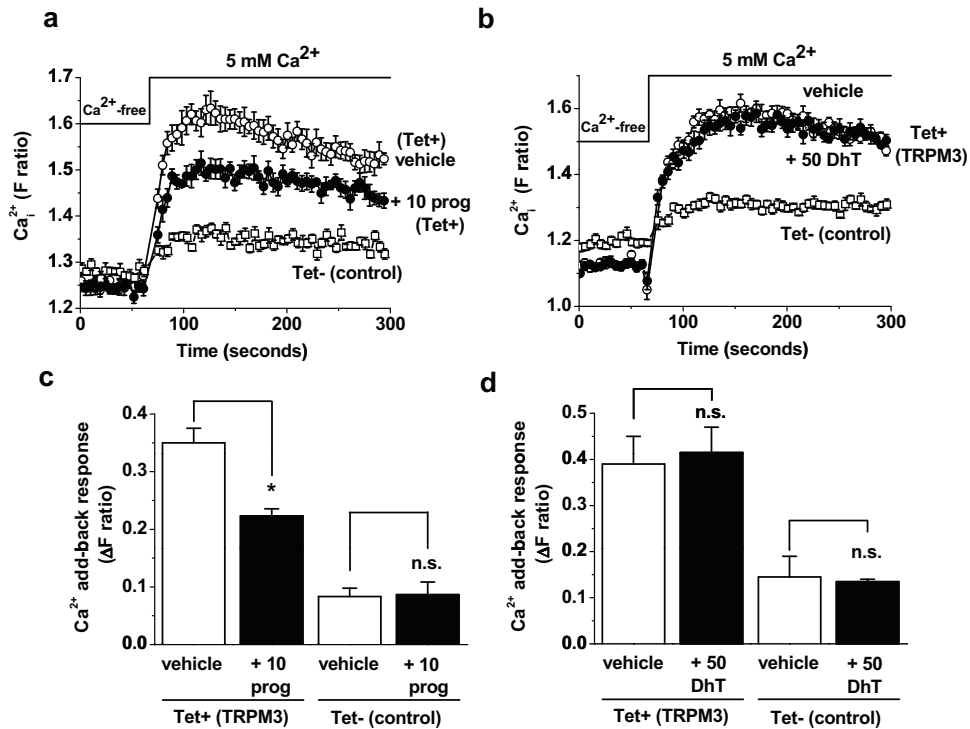 a
5 mM Ca²⁺
Ca²⁺-free
1.7
1.6
1.5
1.4
1.3
1.2
Caᵢ²⁺ (F ratio)
(Tet+)
vehicle
+ 10 prog
(Tet+)
Tet- (control)
0
100
200
300
Time (seconds)
b
5 mM Ca²⁺
Ca²⁺-free
1.6
1.4
1.2
1.0
Caᵢ²⁺ (F ratio)
vehicle
+ 50 DhT
Tet+
(TRPM3)
Tet- (control)
0
100
200
300
Time (seconds)
c
Ca²⁺ add-back response
(ΔF ratio)
0.4
0.3
0.2
0.1
0.0
*
n.s.
vehicle
+ 10
prog
vehicle
+ 10
prog
Tet+ (TRPM3)
Tet- (control)
d
Ca²⁺ add-back response
(ΔF ratio)
0.5
0.4
0.3
0.2
0.1
0.0
n.s.
n.s.
vehicle
+ 50
DhT
vehicle
+ 50
DhT
Tet+ (TRPM3)
Tet- (control)